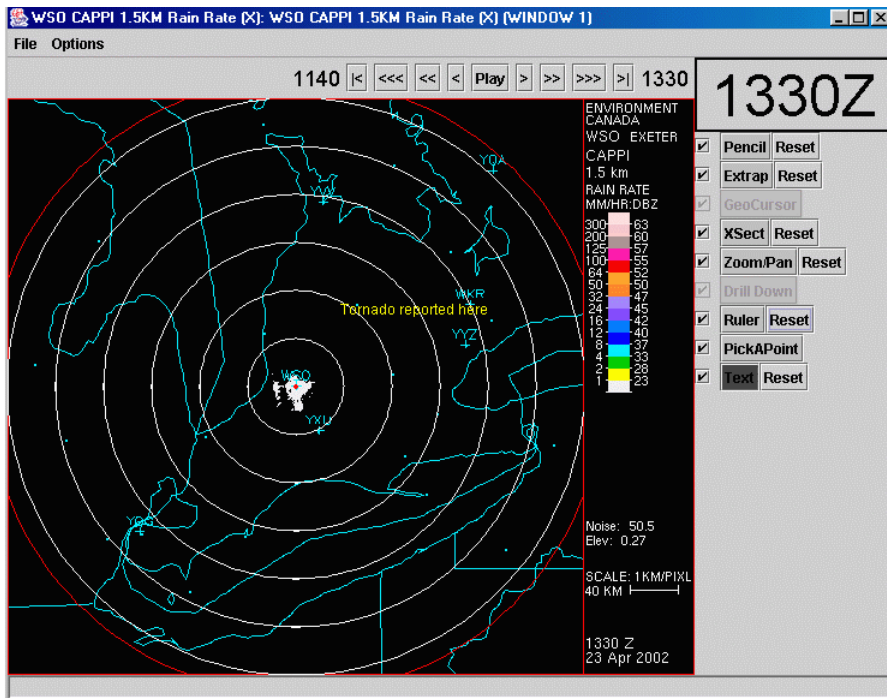 WSO CAPPI 1.5KM Rain Rate (X): WSO CAPPI 1.5KM Rain Rate (X) (WINDOW 1)
File Options
1140 |< <<< << < Play > >> >>> >| 1330
1330Z
ENVIRONMENT
CANADA
WSO EXETER
CAPPI
1.5 km
RAIN RATE
MM/HR:DBZ
300 63
200 60
125 57
100 55
64 52
50 50
32 47
24 45
16 42
12 40
8 37
4 33
2 28
1 23
Noise: 50.5
Elev: 0.27
SCALE: 1KM/PIXL
40 KM
1330 Z
23 Apr 2002
YQA
YVV
WKR
Tornado reported here
YYZ
WSO
YXU
YQG
Pencil Reset
Extrap Reset
GeoCursor
XSect Reset
Zoom/Pan Reset
Drill Down
Ruler Reset
PickAPoint
Text Reset